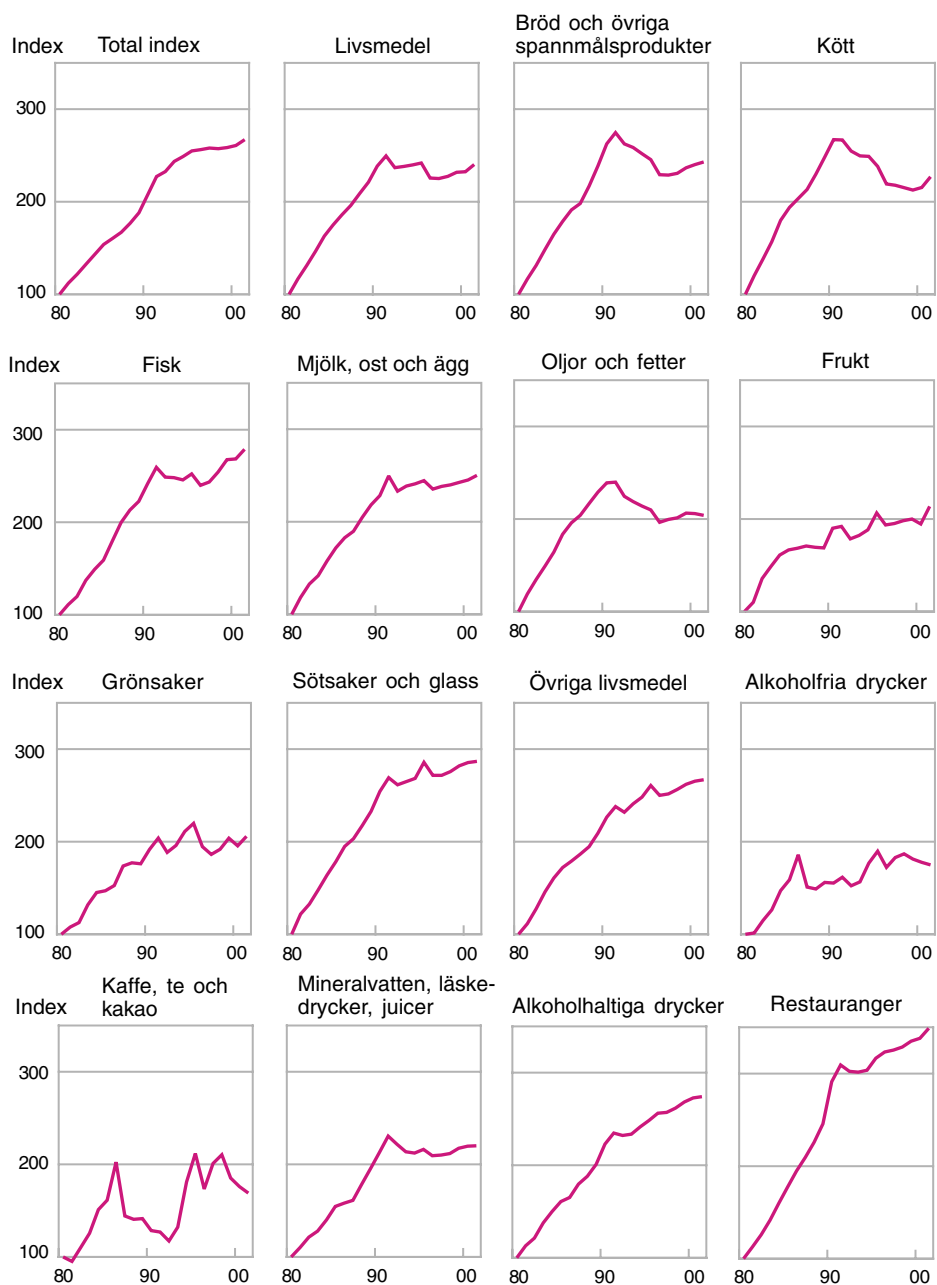 Index
Total index
Livsmedel
Bröd och övriga
spannmålsprodukter
Kött
300
200
100
80 90 00
80 90 00
80 90 00
80 90 00
Index
Fisk
Mjölk, ost och ägg
Oljor och fetter
Frukt
300
200
100
80 90 00
80 90 00
80 90 00
80 90 00
Index
Grönsaker
Sötsaker och glass
Övriga livsmedel
Alkoholfria drycker
300
200
100
80 90 00
80 90 00
80 90 00
80 90 00
Index
Kaffe, te och
kakao
Mineralvatten, läske-
drycker, juicer
Alkoholhaltiga drycker
Restauranger
300
200
100
80 90 00
80 90 00
80 90 00
80 90 00